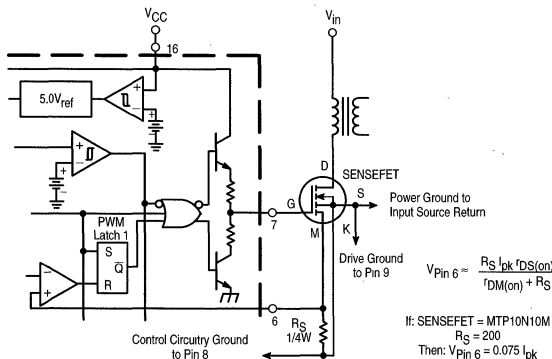 VCC
Vin
16
5.0Vref
+
−
+
−
D
SENSEFET
S
Power Ground to
Input Source Return
G
7
K
M
Drive Ground
to Pin 9
PWM
Latch 1
S
Q
R
−
+
VPin 6 ≈ RS Ipk rDS(on)
rDM(on) + RS
6
RS
1/4W
Control Circuitry Ground
to Pin 8
If: SENSEFET = MTP10N10M
RS = 200
Then: VPin 6 = 0.075 Ipk